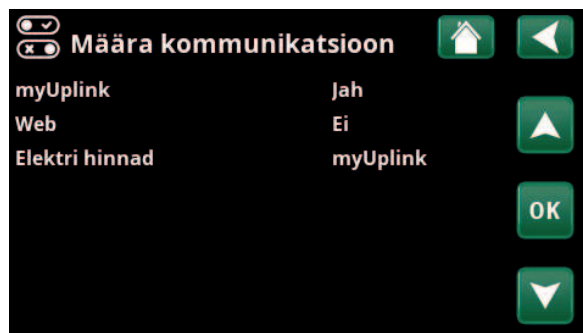 Määra kommunikatsioon
myUplink Jah
Web Ei
Elektri hinnad myUplink
OK